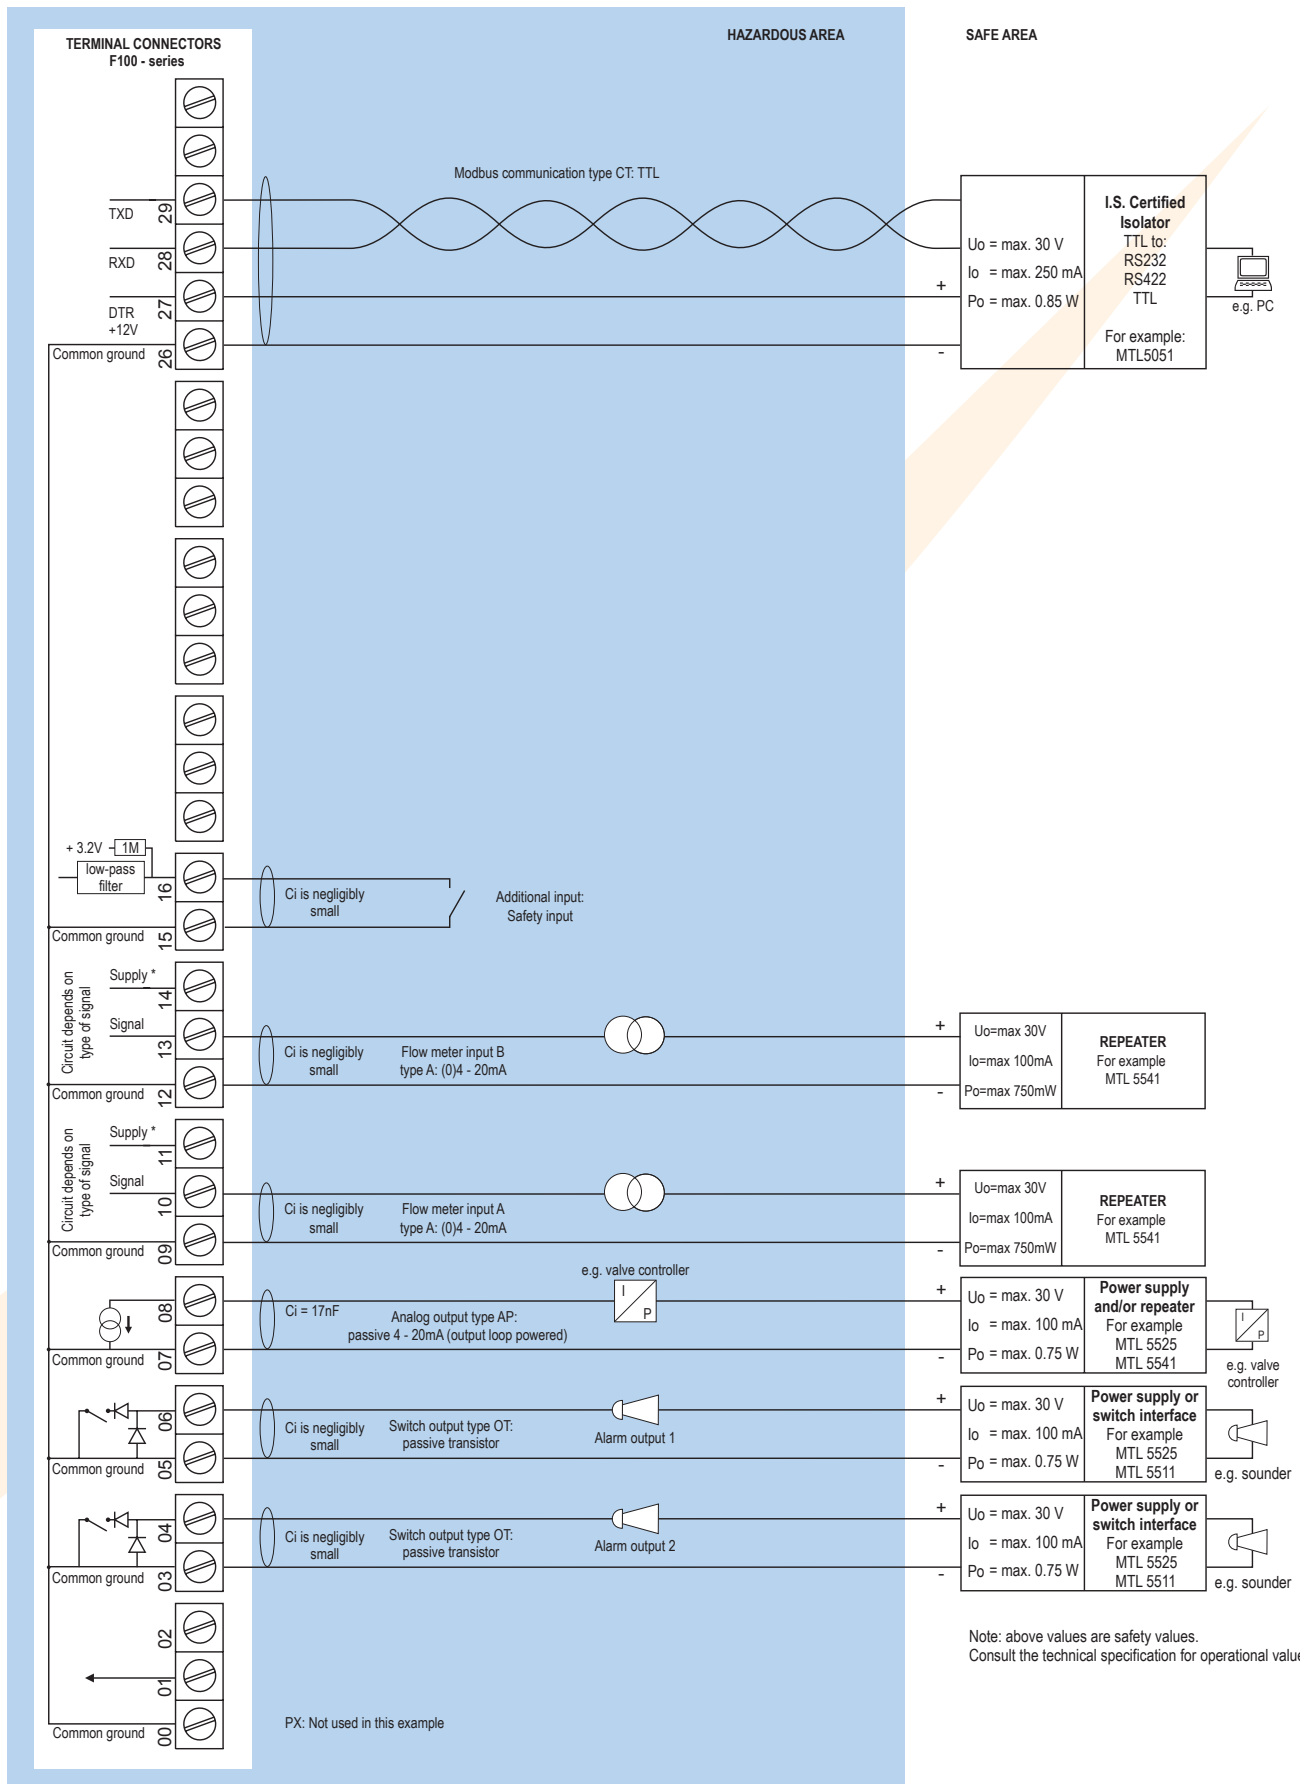 HAZARDOUS AREA
SAFE AREA
TERMINAL CONNECTORS
F100 - series
Modbus communication type CT: TTL
TXD
29
RXD
28
DTR
+12V
27
Common ground
26
+
-
Uo = max. 30 V
Io = max. 250 mA
Po = max. 0.85 W
I.S. Certified
Isolator
TTL to:
RS232
RS422
TTL
For example:
MTL5051
e.g. PC
+ 3.2V
1M
low-pass
filter
16
Ci is negligibly
small
Additional input:
Safety input
Common ground
15
Circuit depends on
type of signal
Supply *
14
Signal
13
Ci is negligibly
small
Flow meter input B
type A: (0)4 - 20mA
Common ground
12
+
-
Uo=max 30V
Io=max 100mA
Po=max 750mW
REPEATER
For example
MTL 5541
Circuit depends on
type of signal
Supply *
11
Signal
10
Ci is negligibly
small
Flow meter input A
type A: (0)4 - 20mA
Common ground
09
+
-
Uo=max 30V
Io=max 100mA
Po=max 750mW
REPEATER
For example
MTL 5541
e.g. valve controller
I
P
08
Ci = 17nF
Analog output type AP:
passive 4 - 20mA (output loop powered)
Common ground
07
+
-
Uo = max. 30 V
Io = max. 100 mA
Po = max. 0.75 W
Power supply
and/or repeater
For example
MTL 5525
MTL 5541
I
P
e.g. valve
controller
06
Ci is negligibly
small
Switch output type OT:
passive transistor
Alarm output 1
Common ground
05
+
-
Uo = max. 30 V
Io = max. 100 mA
Po = max. 0.75 W
Power supply or
switch interface
For example
MTL 5525
MTL 5511
e.g. sounder
04
Ci is negligibly
small
Switch output type OT:
passive transistor
Alarm output 2
Common ground
03
+
-
Uo = max. 30 V
Io = max. 100 mA
Po = max. 0.75 W
Power supply or
switch interface
For example
MTL 5525
MTL 5511
e.g. sounder
02
01
Common ground
00
PX: Not used in this example
Note: above values are safety values.
Consult the technical specification for operational value